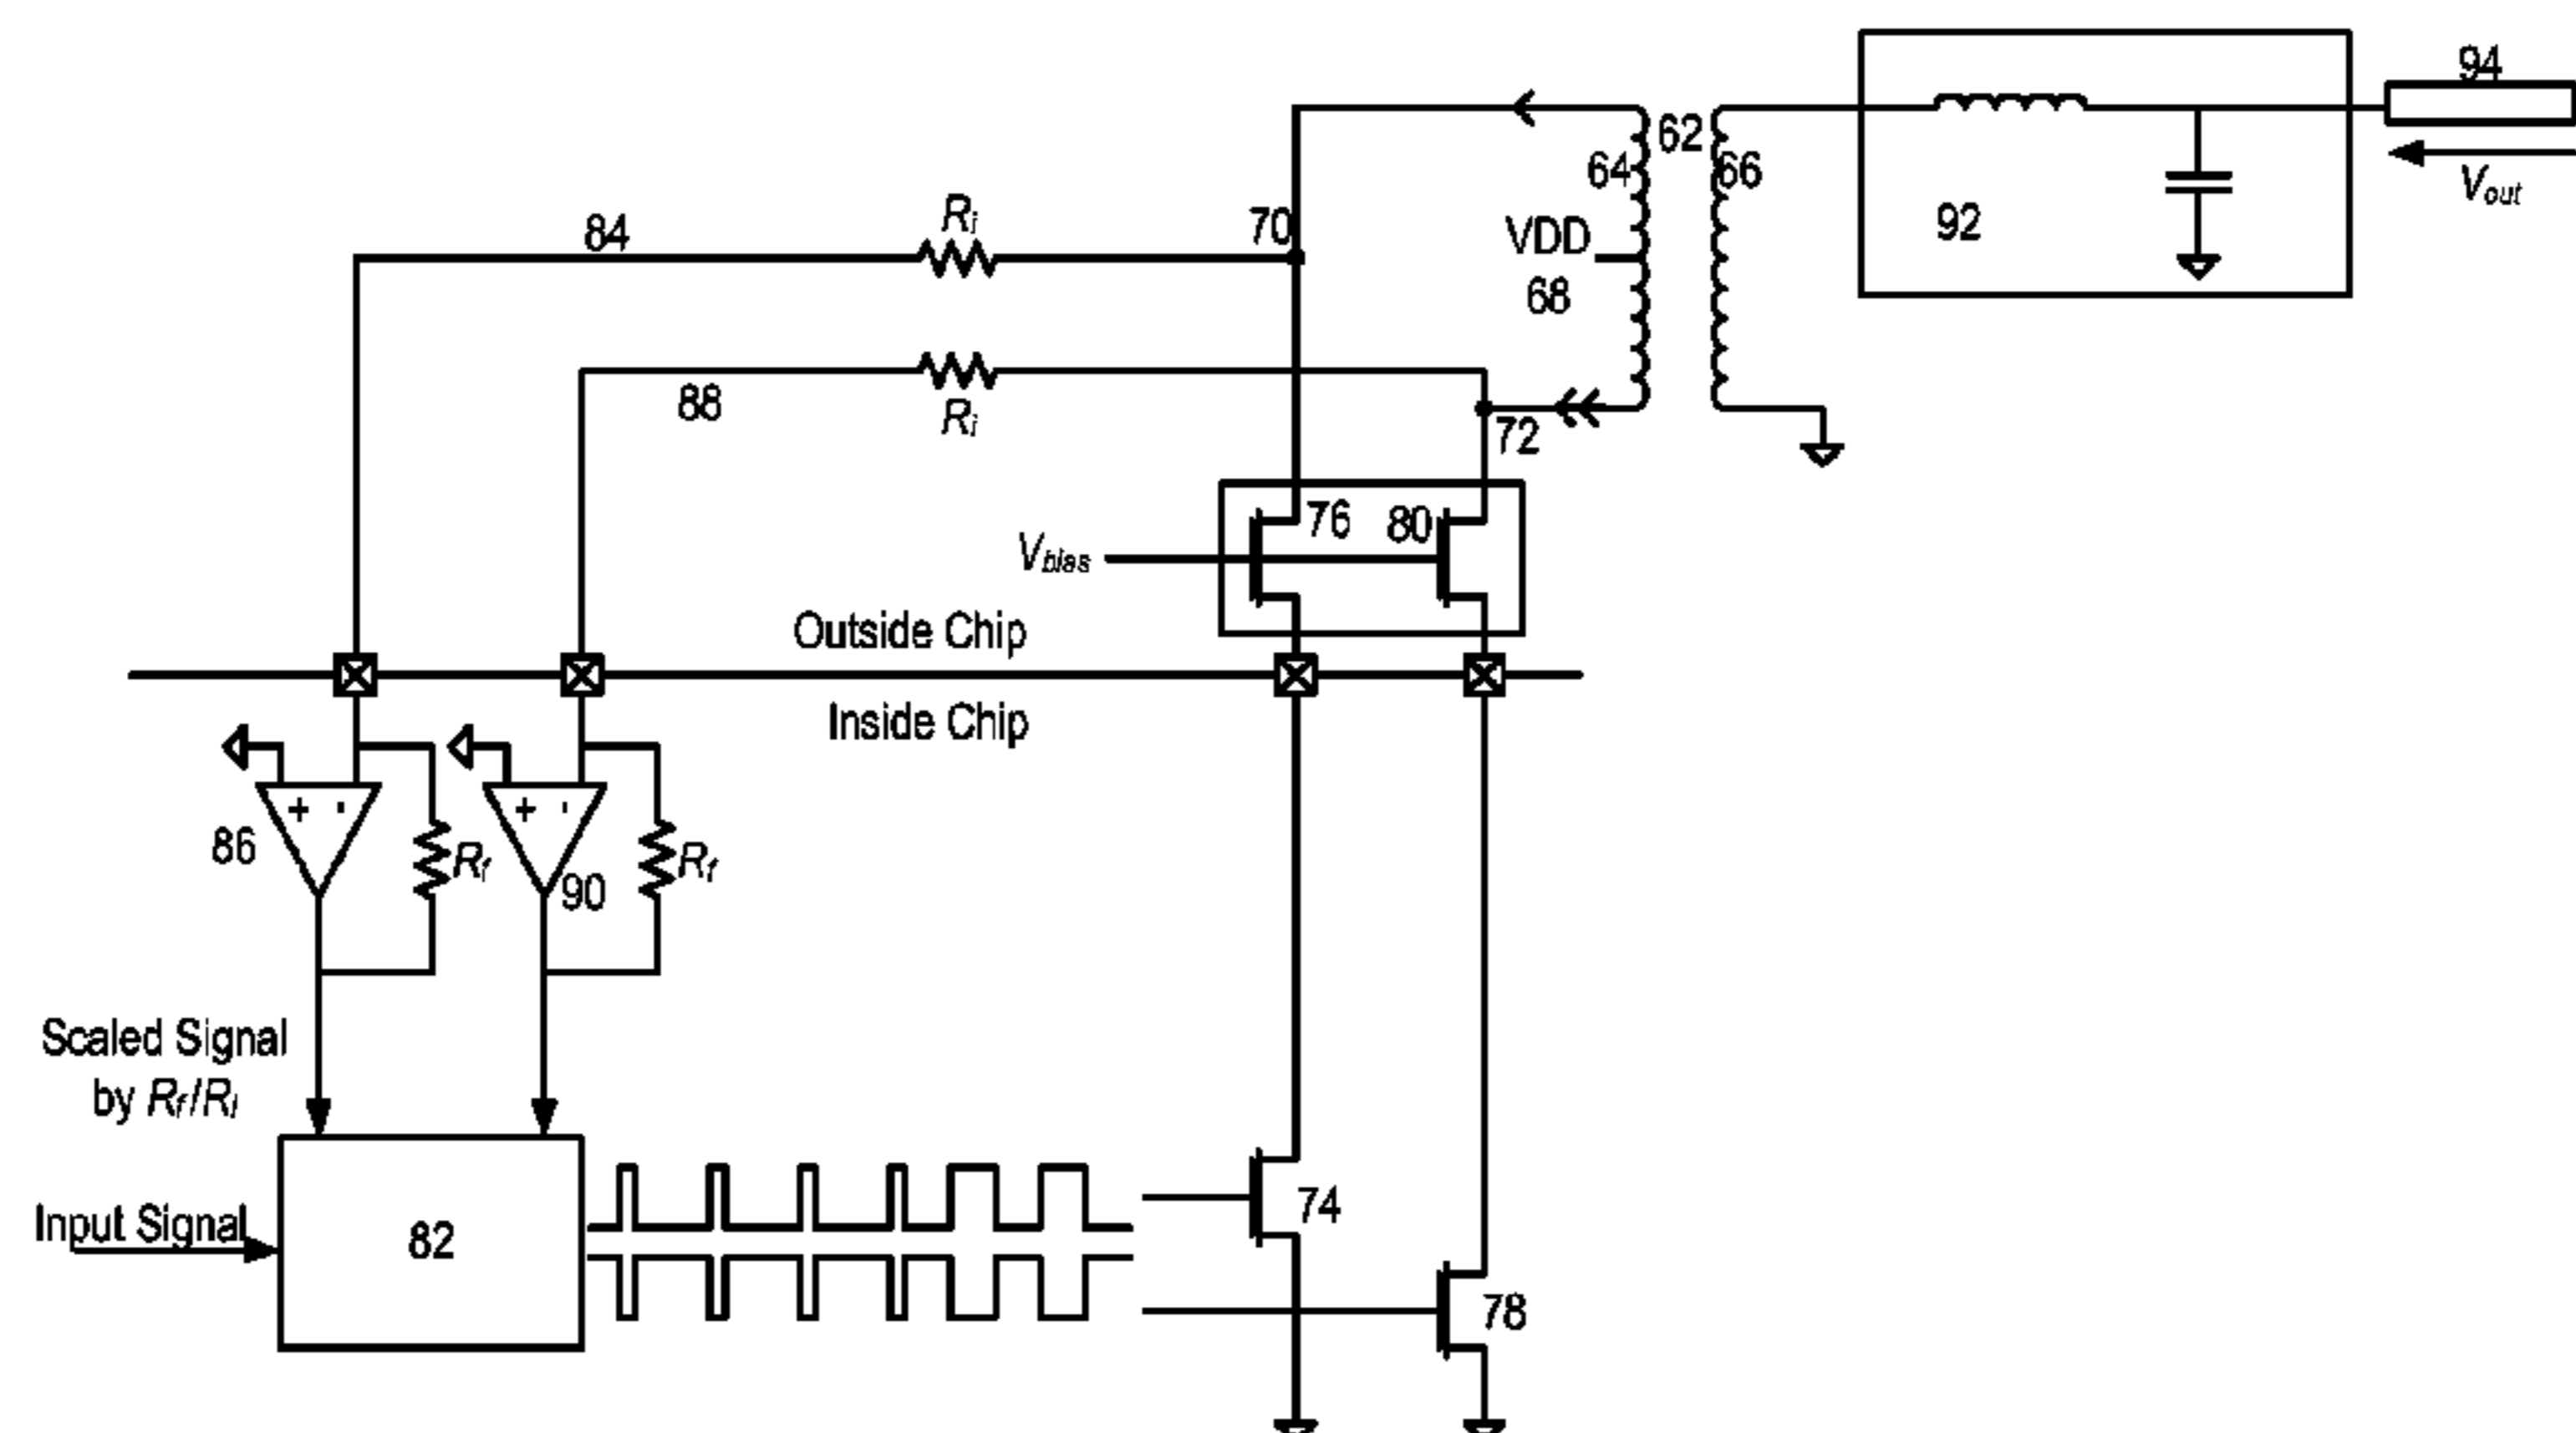 94
62
64
66
Vout
Ri
84
70
VDD
92
68
88
Ri
72
76
80
Vbias
Outside Chip
Inside Chip
+ -
+ -
86
Rf
90
Rf
Scaled Signal
by Rf/Ri
Input Signal
82
74
78